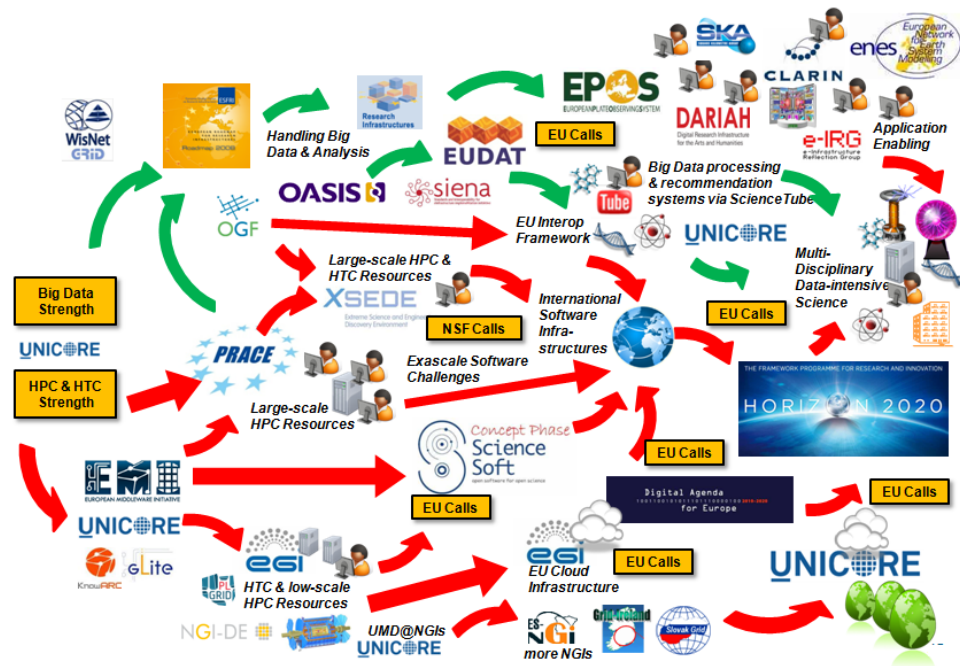 SKA
European
Network
for
Earth
System
Modelling
enes
CLARIN
EPOS
EUROPEAN PLATE OBSERVING SYSTEM
EU Calls
DARIAH
Digital Research Infrastructure
for the Arts and Humanities
e-IRG
e-Infrastructure
Reflection Group
Application
Enabling
WisNet
GRiD
ESFRI
Roadmap 2008
Research
Infrastructures
Handling Big
Data & Analysis
EUDAT
OASIS
siena
OGF
Tube
Big Data processing
& recommendation
systems via ScienceTube
EU Interop
Framework
UNICORE
Multi-
Disciplinary
Data-intensive
Science
EU Calls
Big Data
Strength
UNICORE
HPC & HTC
Strength
Large-scale HPC &
HTC Resources
XSEDE
Extreme Science and Engineering
Discovery Environment
NSF Calls
International
Software
Infra-
structures
PRACE
Exascale Software
Challenges
Large-scale
HPC Resources
THE FRAMEWORK PROGRAMME FOR RESEARCH AND INNOVATION
HORIZON 2020
Concept Phase
Science
Soft
open software for open science
EU Calls
EU Calls
EMI
EUROPEAN MIDDLEWARE INITIATIVE
UNICORE
KnowARC
gLite
Digital Agenda
for Europe
EU Calls
egi
PL
GRID
HTC & low-scale
HPC Resources
egi
EU Cloud
Infrastructure
EU Calls
UNICORE
NGI-DE
UMD@NGIs
UNICORE
ES-
NGi
more NGIs
Grid-Ireland
Slovak Grid